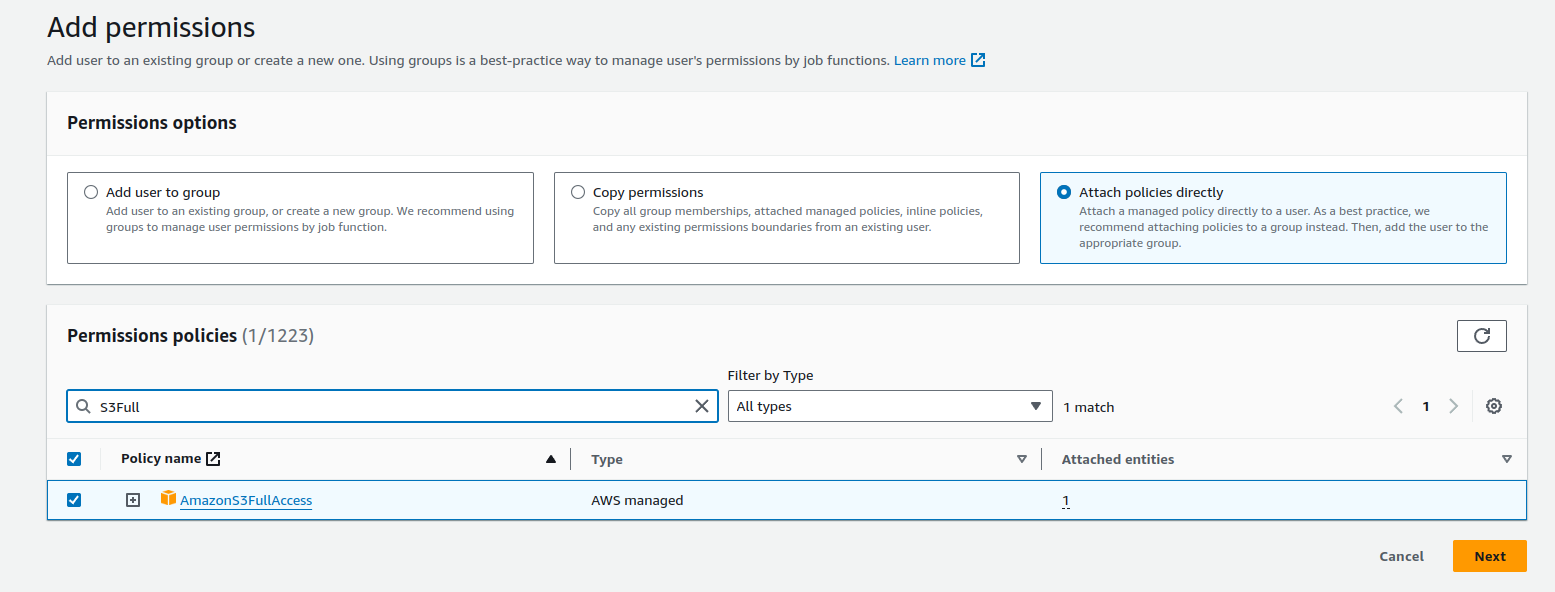 Add permissions
Add user to an existing group or create a new one. Using groups is a best-practice way to manage user's permissions by job functions. Learn more
Permissions options
Add user to group
Add user to an existing group, or create a new group. We recommend using
groups to manage user permissions by job function.
Copy permissions
Copy all group memberships, attached managed policies, inline policies,
and any existing permissions boundaries from an existing user.
Attach policies directly
Attach a managed policy directly to a user. As a best practice, we
recommend attaching policies to a group instead. Then, add the user to the
appropriate group.
Permissions policies (1/1223)
Filter by Type
S3Full
All types
1 match
1
Policy name
Type
Attached entities
AmazonS3FullAccess
AWS managed
1
Cancel
Next